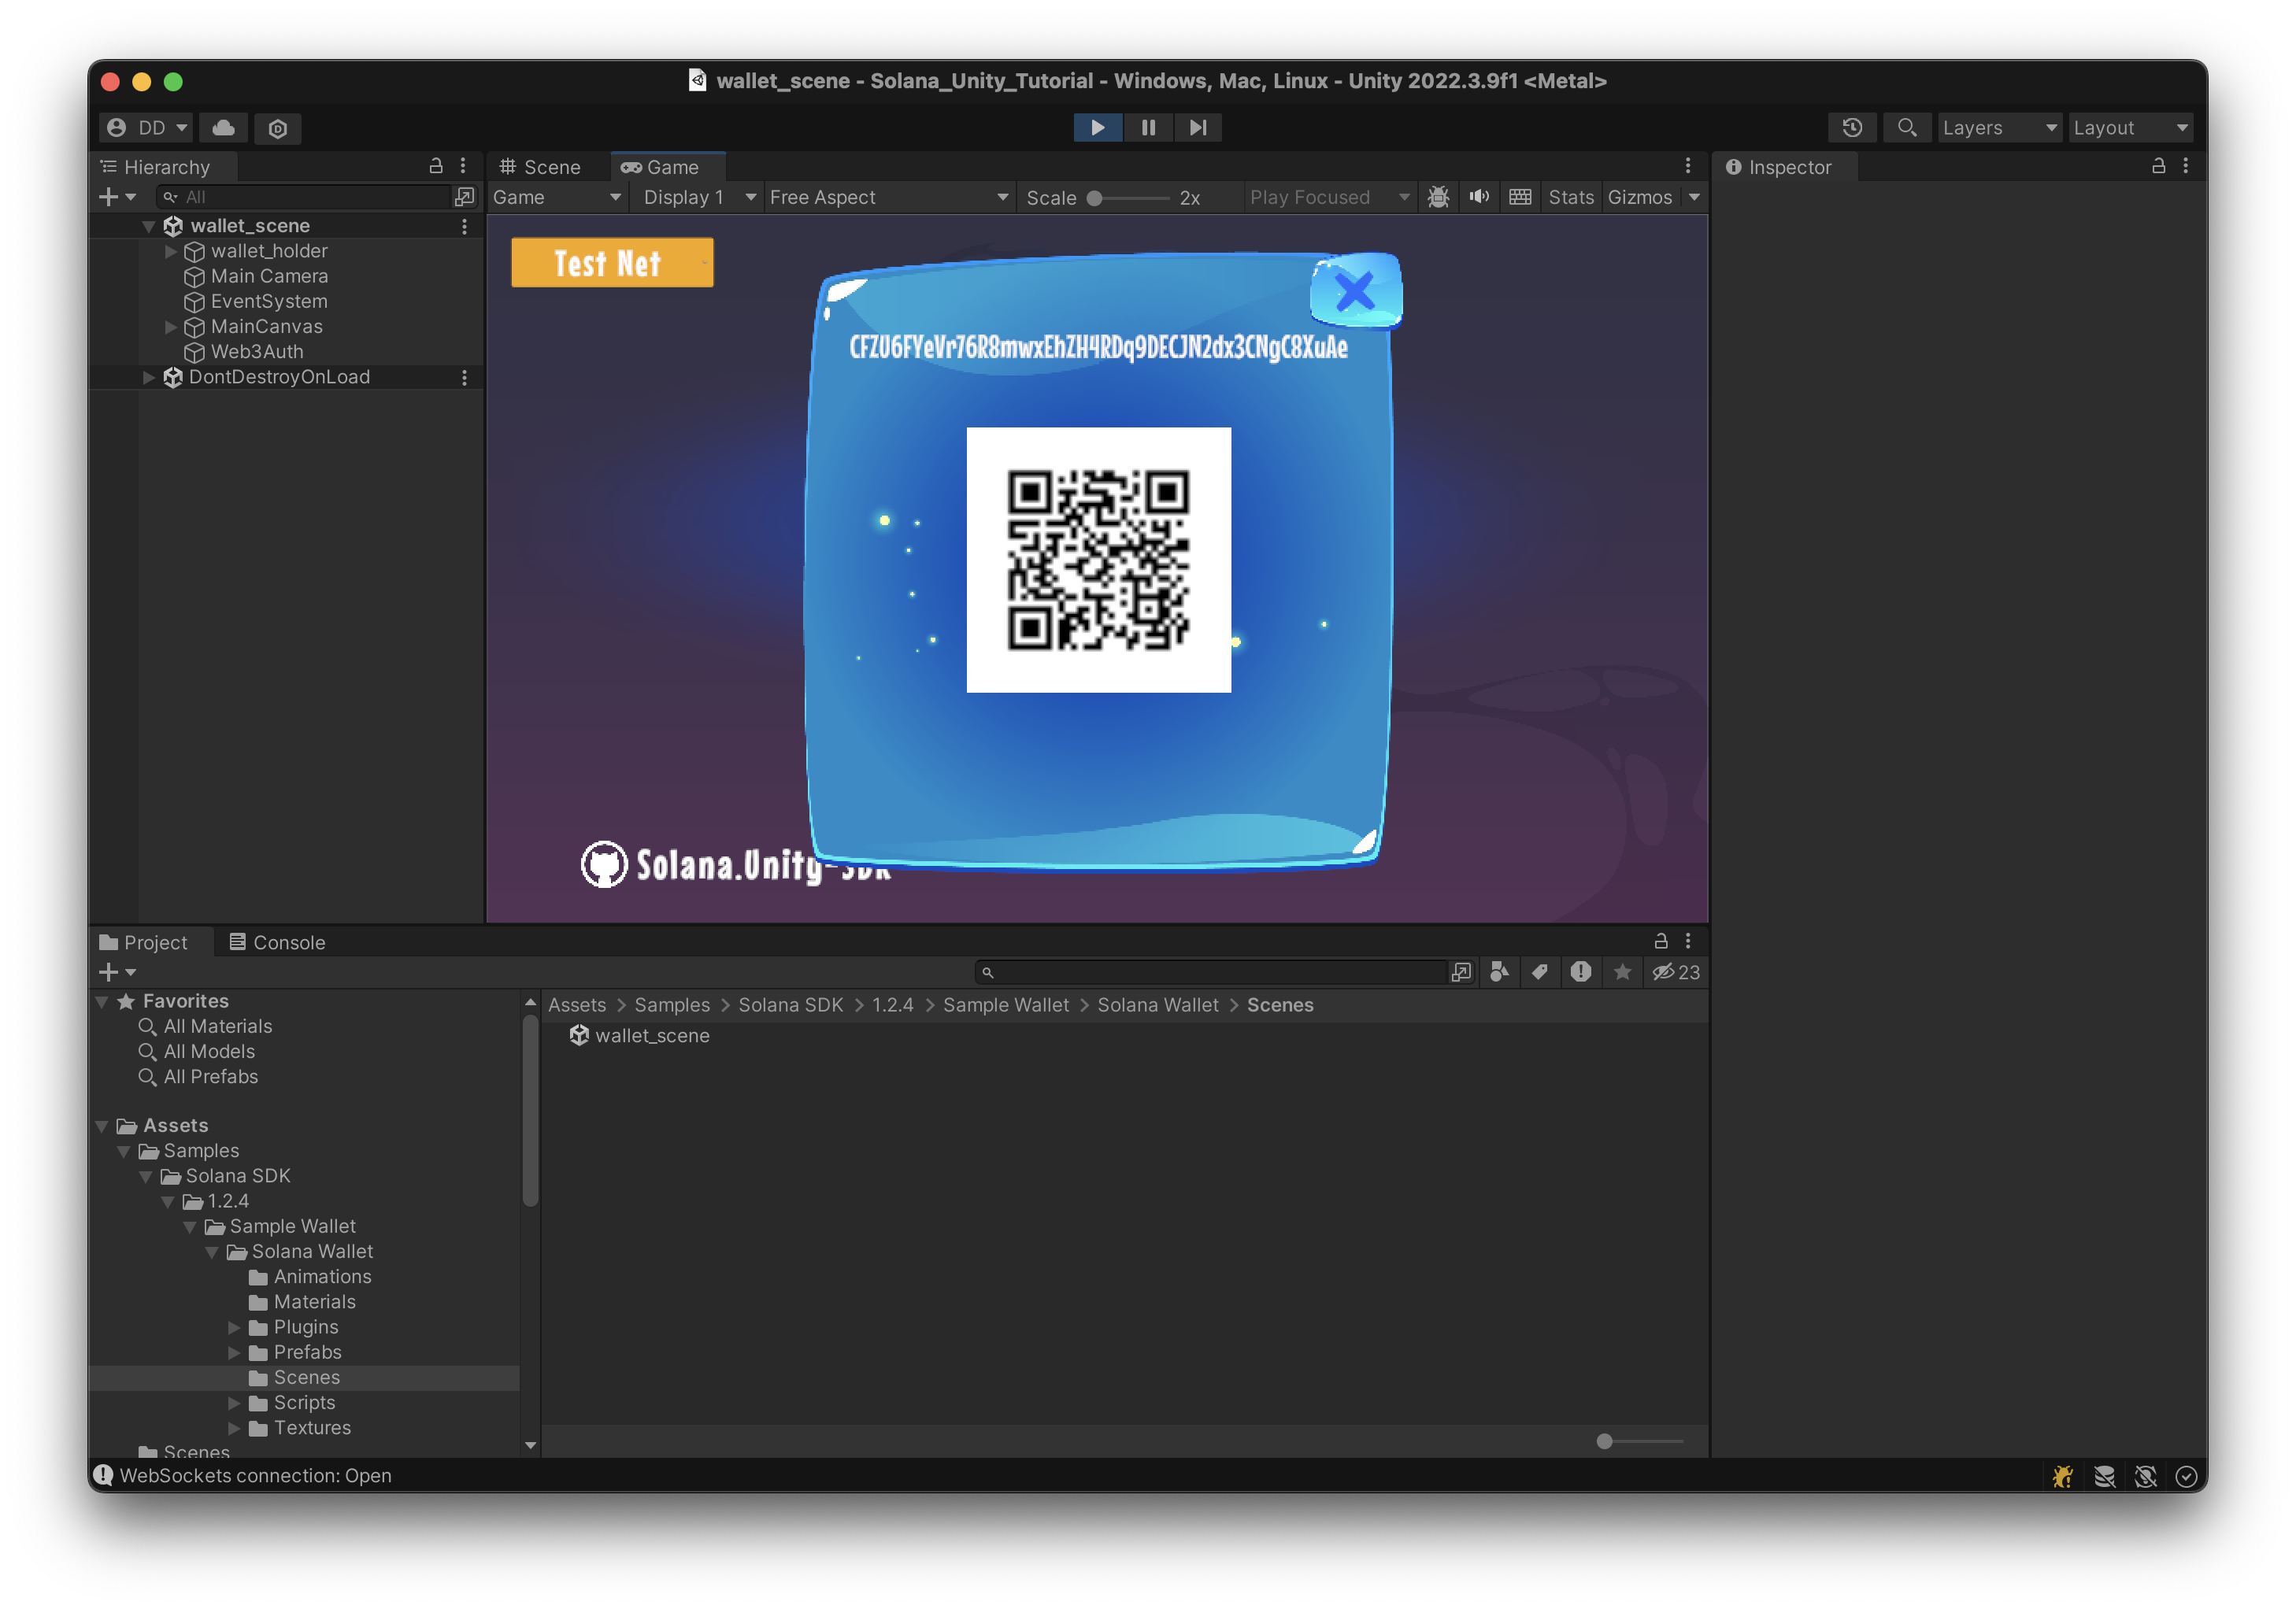 wallet_scene - Solana_Unity_Tutorial - Windows, Mac, Linux - Unity 2022.3.9f1 <Metal>
DD
Layers
Layout
Hierarchy
All
wallet_scene
wallet_holder
Main Camera
EventSystem
MainCanvas
Web3Auth
DontDestroyOnLoad
Scene
Game
Game
Display 1
Free Aspect
Scale
2x
Play Focused
Stats
Gizmos
Test Net
CFZU6FYeVr76R8mwxEhZH4RDq9DECJN2dx3CNgC8XuAe
Solana.Unity-SDK
Inspector
Project
Console
23
Favorites
All Materials
All Models
All Prefabs
Assets
Samples
Solana SDK
1.2.4
Sample Wallet
Solana Wallet
Animations
Materials
Plugins
Prefabs
Scenes
Scripts
Textures
Scenes
Assets > Samples > Solana SDK > 1.2.4 > Sample Wallet > Solana Wallet > Scenes
wallet_scene
WebSockets connection: Open